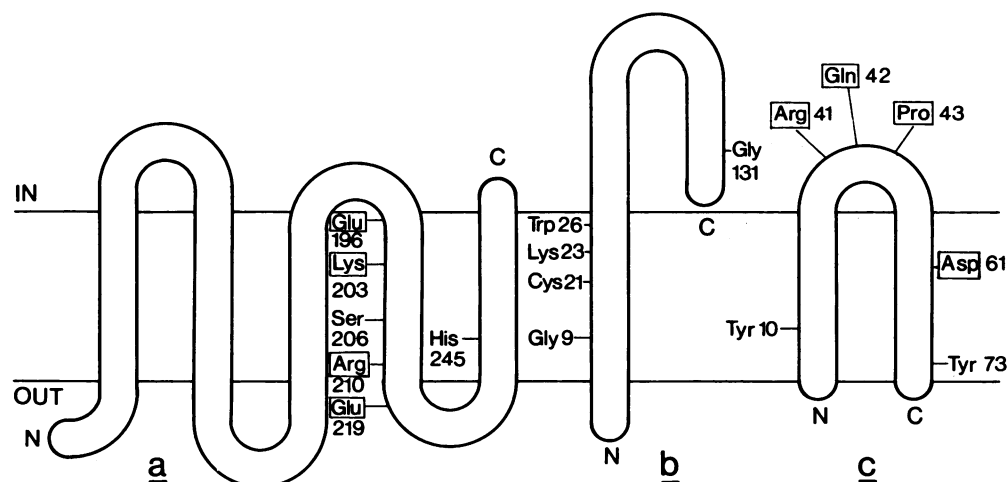 IN
OUT
N
C
Glu
196
Lys
203
Ser
206
Arg
210
Glu
219
His
245
a
Trp 26
Lys 23
Cys 21
Gly 9
Gly
131
C
N
b
Arg 41
Gln 42
Pro 43
Asp 61
Tyr 10
Tyr 73
N
C
c